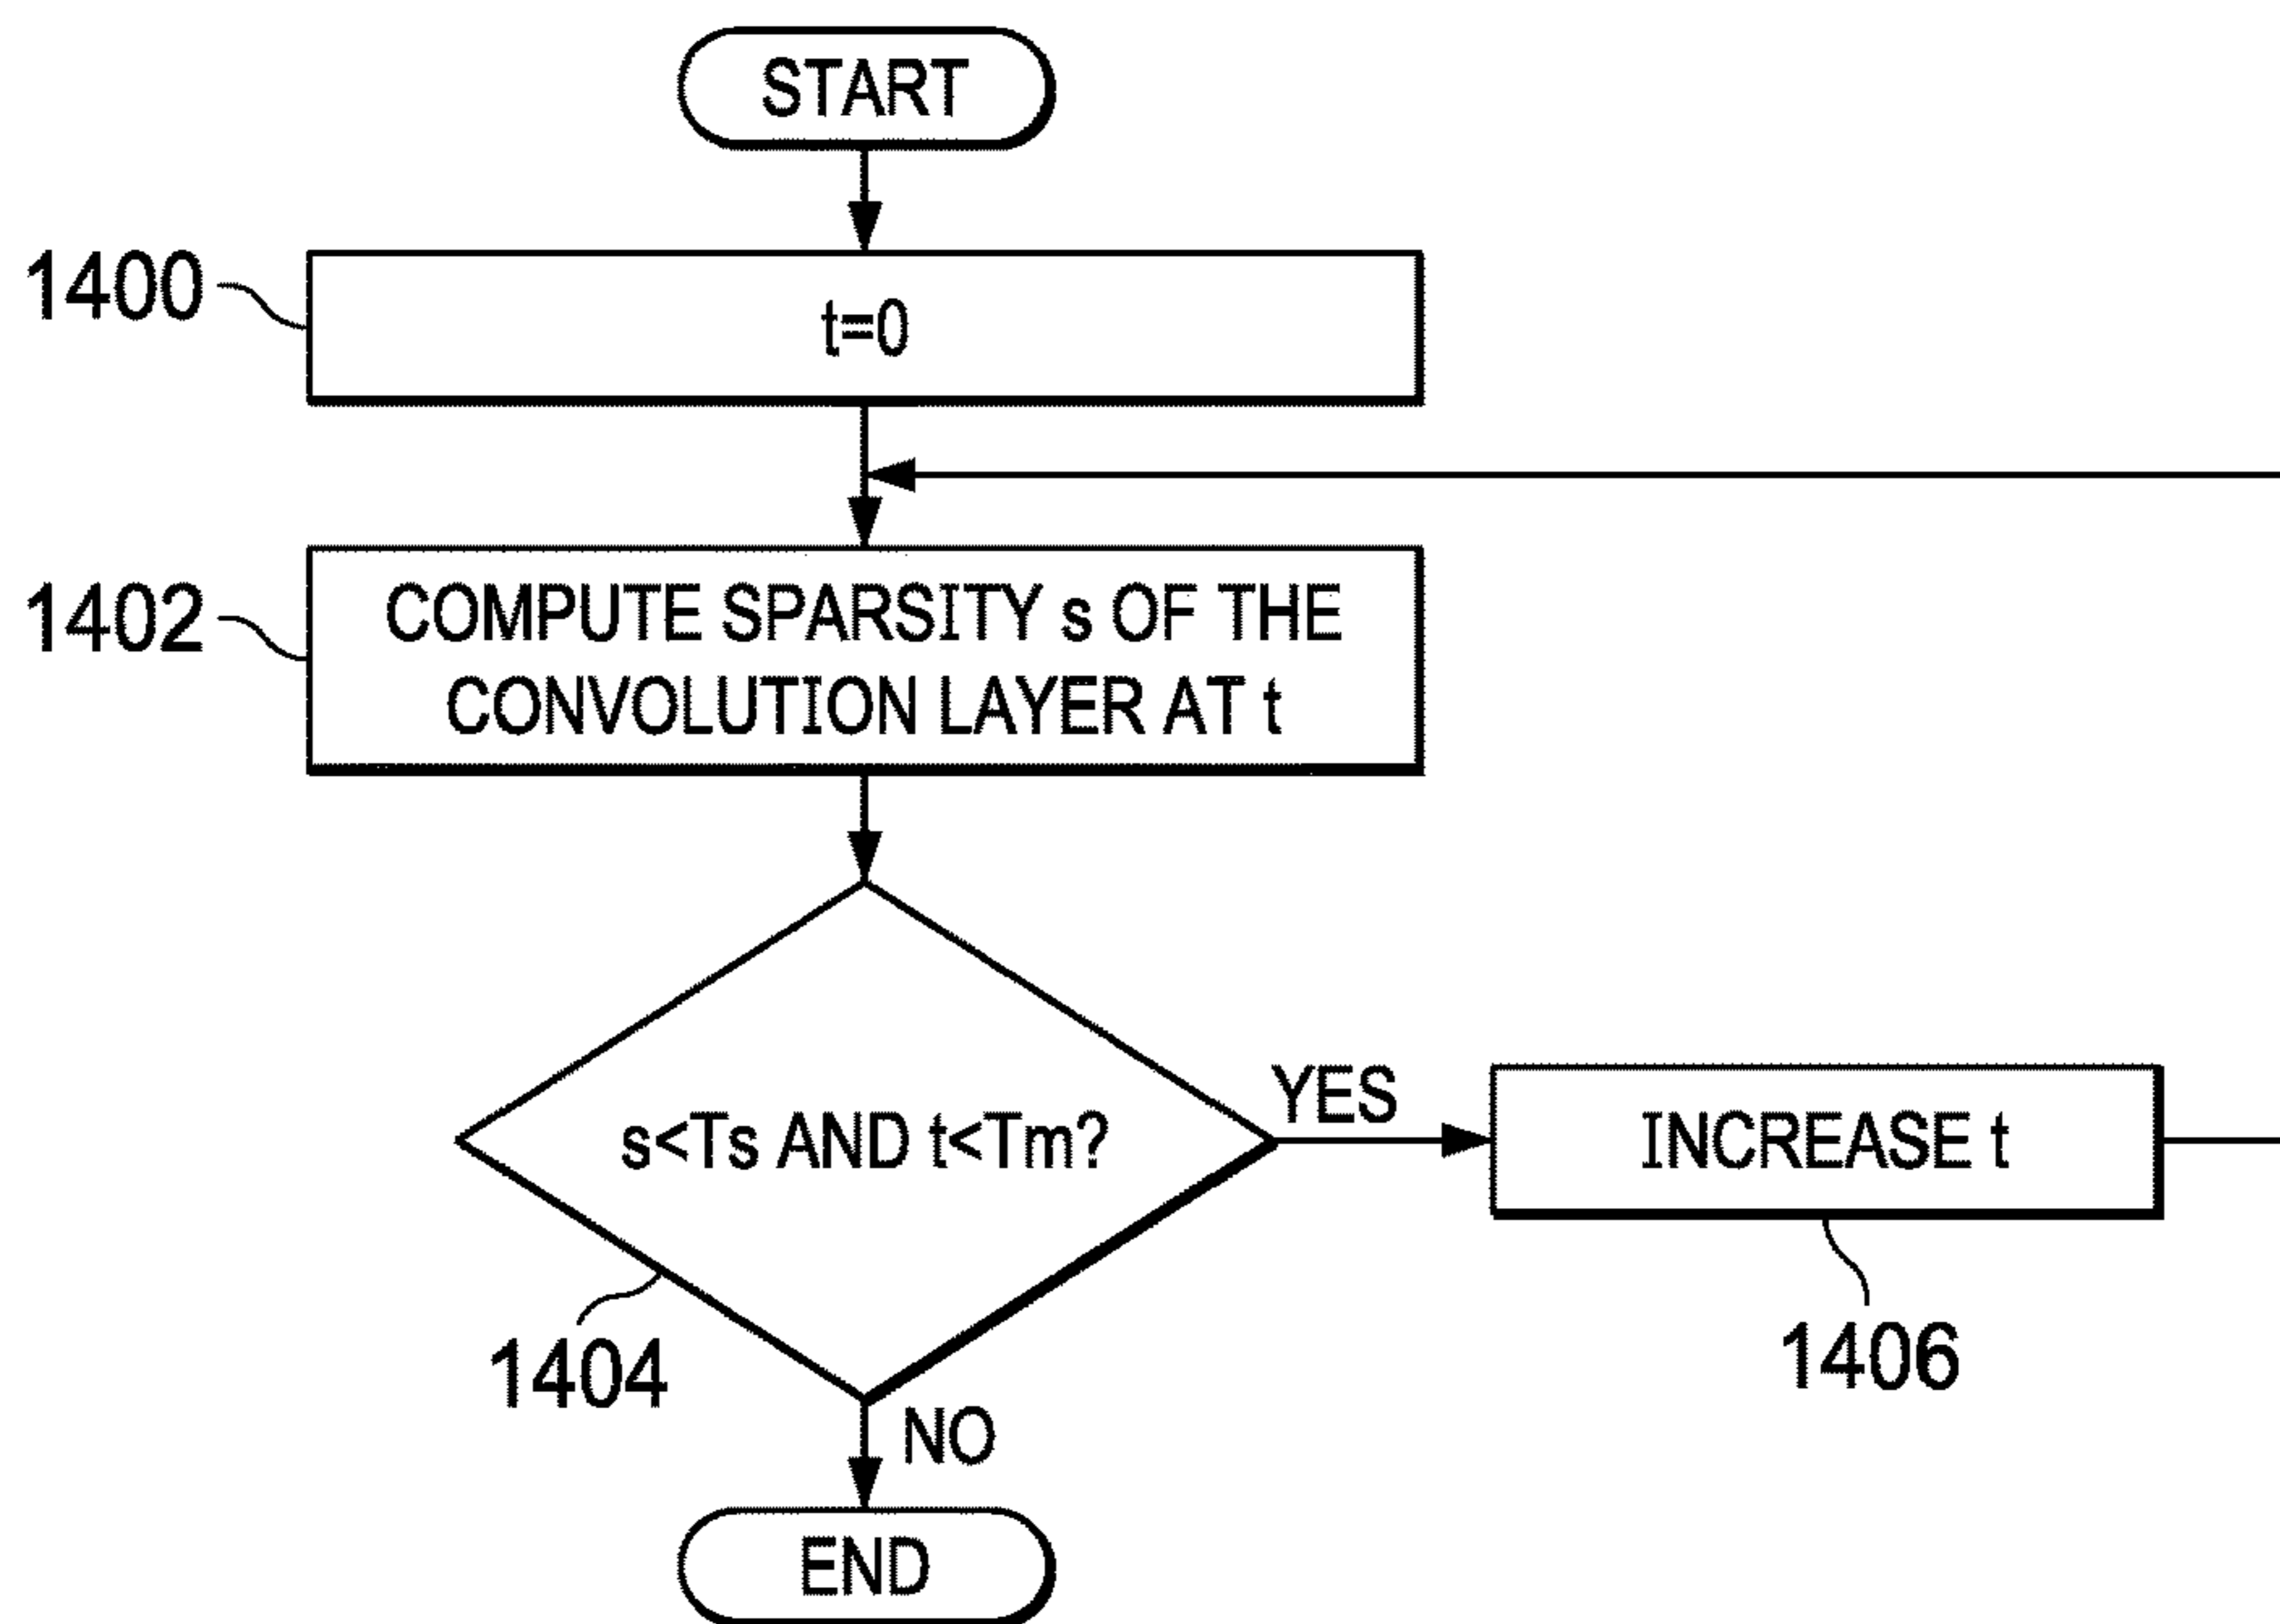 START
1400
t=0
1402
COMPUTE SPARSITY s OF THE
CONVOLUTION LAYER AT t
s<Ts AND t<Tm?
YES
INCREASE t
1404
1406
NO
END